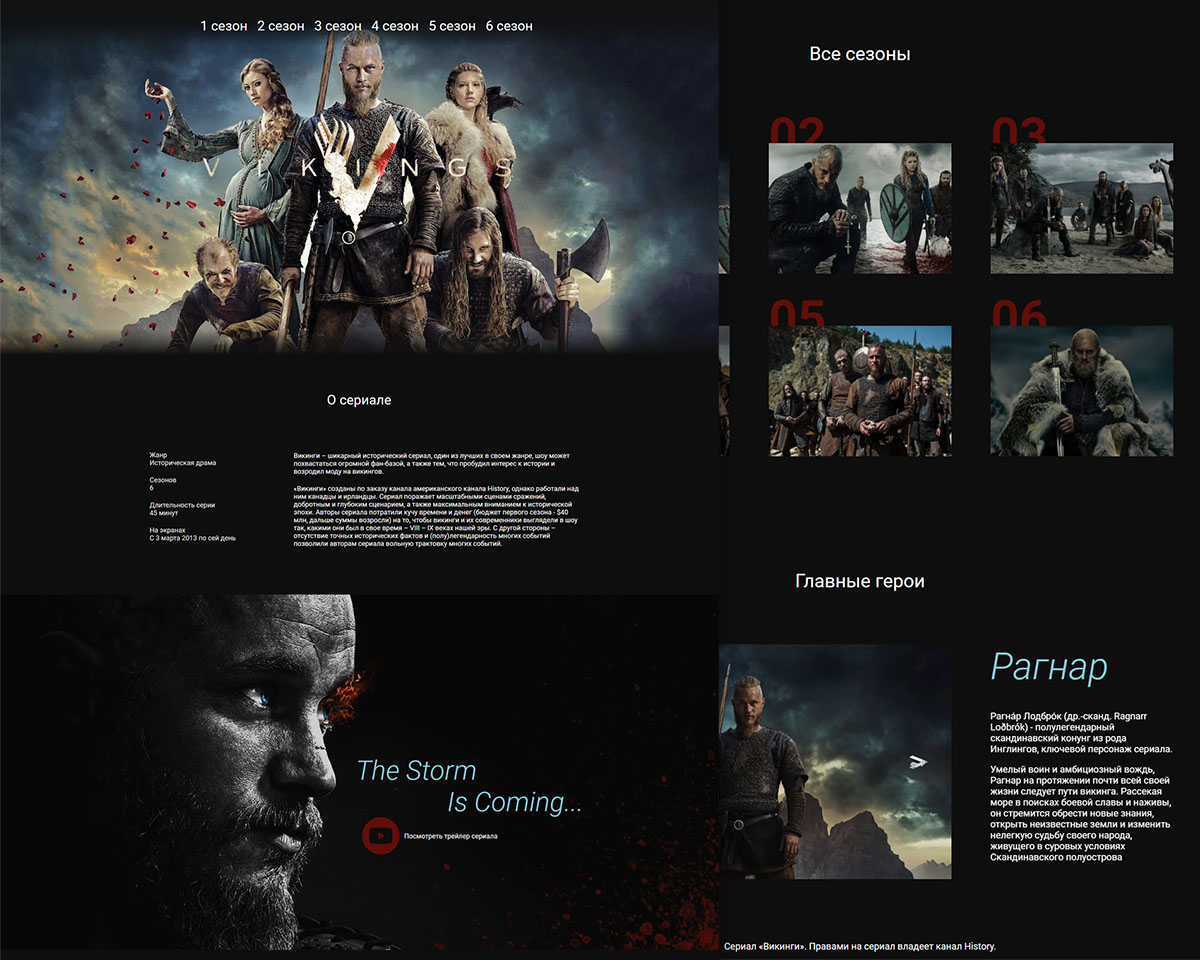 1 сезон 2 сезон 3 сезон 4 сезон 5 сезон 6 сезон
VIKINGS
О сериале
Жанр
Историческая драма
Сезонов
6
Длительность серии
45 минут
На экранах
С 3 марта 2013 по сей день
Викинги – шикарный исторический сериал, один из лучших в своем жанре, шоу может
похвастаться огромной фан-базой, а также тем, что пробудил интерес к истории и
возродил моду на викингов.
«Викинги» созданы по заказу канала американского канала History, однако работали над
ним канадцы и ирландцы. Сериал поражает масштабными сценами сражений,
добротным и глубоким сценарием, а также максимальным вниманием к исторической
эпохи. Авторы сериала потратили кучу времени и денег (бюджет первого сезона - $40
млн, дальше суммы возросли) на то, чтобы викинги и их современники выглядели в шоу
так, какими они был в свое время – VIII – IX веках нашей эры. С другой стороны –
отсутствие точных исторических фактов и (полу)легендарность многих событий
позволили авторам сериала вольную трактовку многих событий.
The Storm
Is Coming...
Посмотреть трейлер сериала
Все сезоны
02
03
05
06
Главные герои
Рагнар
Рагна́р Лодбро́к (др.-сканд. Ragnarr
Loðbrók) - полулегендарный
скандинавский конунг из рода
Инглингов, ключевой персонаж сериала.
Умелый воин и амбициозный вождь,
Рагнар на протяжении почти всей своей
жизни следует пути викинга. Рассекая
море в поисках боевой славы и наживы,
он стремится обрести новые знания,
открыть неизвестные земли и изменить
нелегкую судьбу своего народа,
живущего в суровых условиях
Скандинавского полуострова
Сериал «Викинги». Правами на сериал владеет канал History.